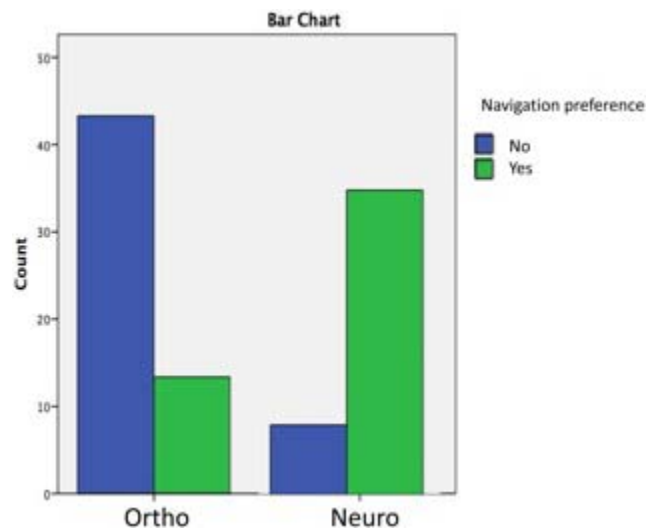 Bar Chart
50
40
30
20
10
0
Count
Ortho
Neuro
Navigation preference
No
Yes